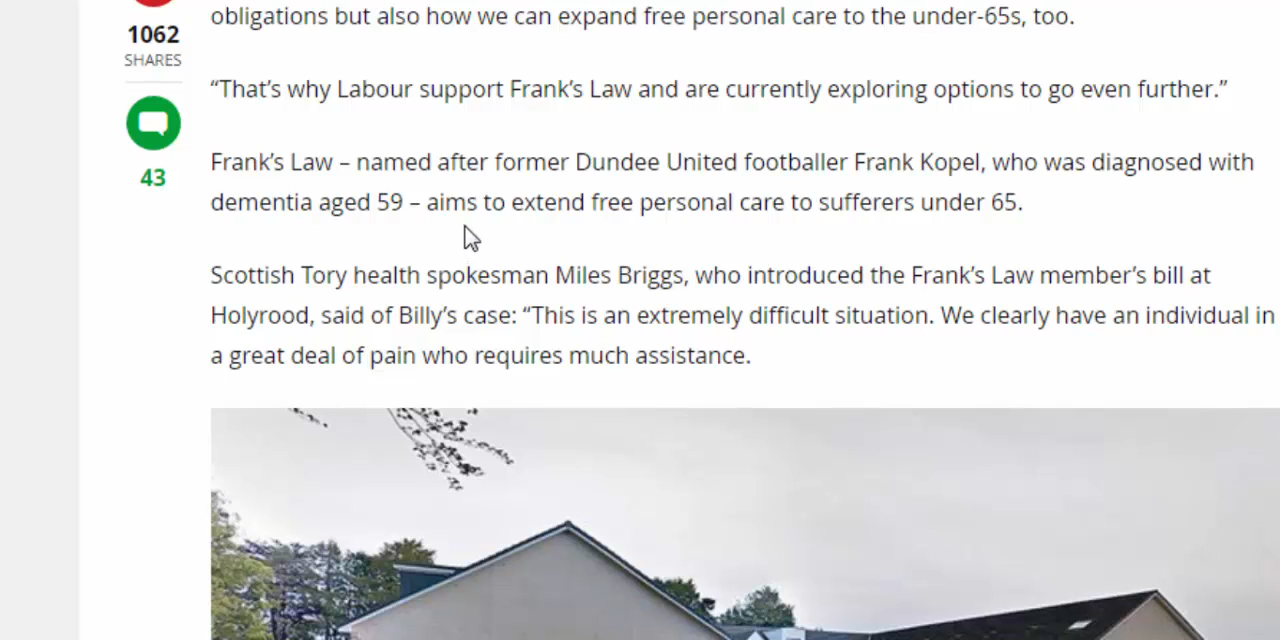 obligations but also how we can expand free personal care to the under-65s, too.
1062
SHARES
“That’s why Labour support Frank’s Law and are currently exploring options to go even further.”
43
Frank’s Law – named after former Dundee United footballer Frank Kopel, who was diagnosed with
dementia aged 59 – aims to extend free personal care to sufferers under 65.
Scottish Tory health spokesman Miles Briggs, who introduced the Frank’s Law member’s bill at
Holyrood, said of Billy’s case: “This is an extremely difficult situation. We clearly have an individual in
a great deal of pain who requires much assistance.